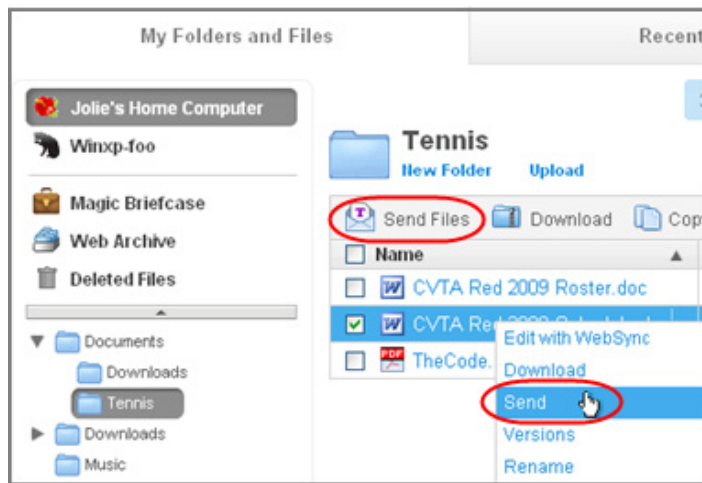 My Folders and Files
Recent
Jolie's Home Computer
Winxp-foo
Magic Briefcase
Web Archive
Deleted Files
Documents
Downloads
Tennis
Downloads
Music
Tennis
New Folder Upload
Send Files Download Cop
Name
CVTA Red 2009 Roster.doc
CVTA Red
TheCode.
Edit with WebSync
Download
Send
Versions
Rename